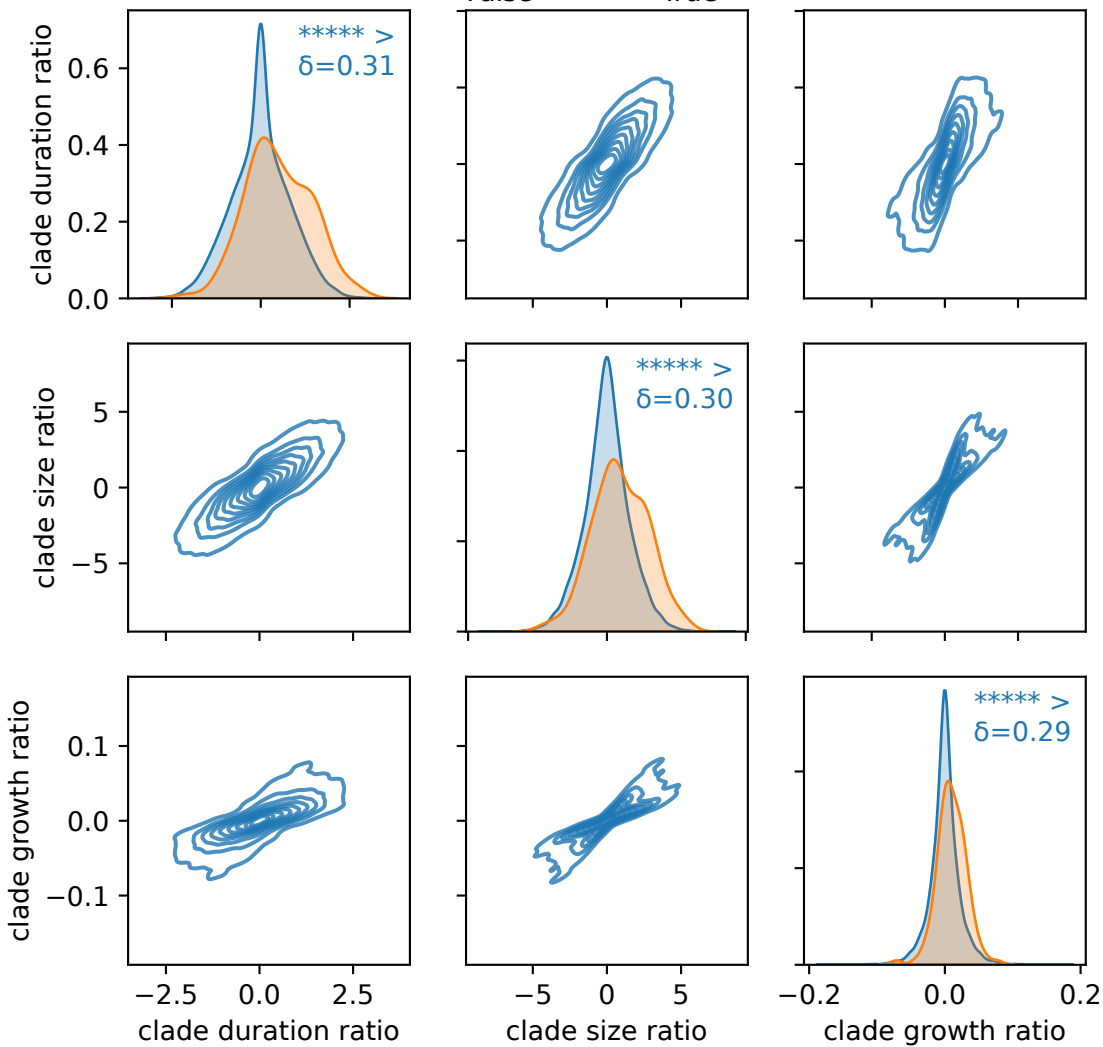 ***** >
δ=0.31
clade duration ratio
0.6
0.4
0.2
0.0
***** >
δ=0.30
clade size ratio
5
0
−5
***** >
δ=0.29
clade growth ratio
0.1
0.0
−0.1
−2.5 0.0 2.5 −5 0 5 −0.2 0.0 0.2
clade duration ratio clade size ratio clade growth ratio